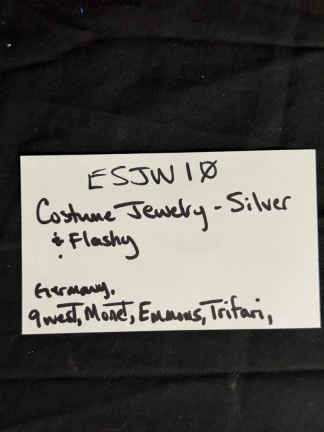 ESJW10
Costume Jewelry - Silver
& Flashy
Germany.
9west, Monet, Emmons, Trifari,